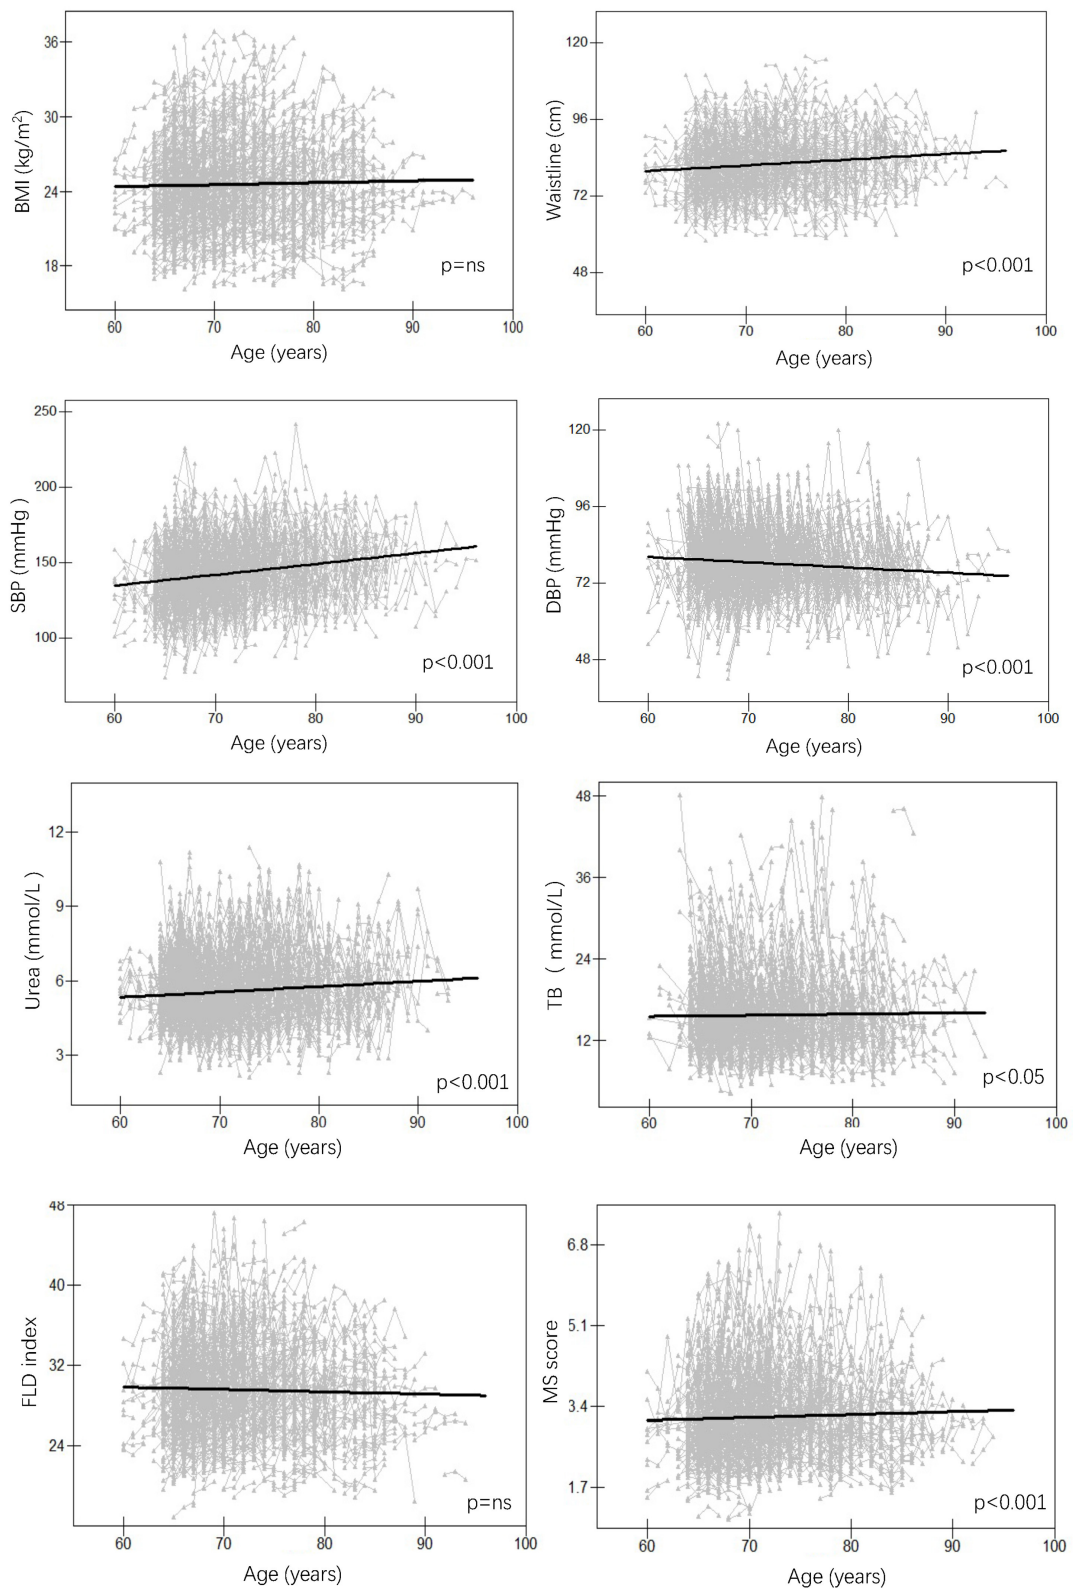 36
30
24
18
BMI (kg/m²)
p=ns
60 70 80 90 100
Age (years)
120
96
72
48
Waistline (cm)
p<0.001
60 70 80 90 100
Age (years)
250
200
150
100
SBP (mmHg )
p<0.001
60 70 80 90 100
Age (years)
120
96
72
48
DBP (mmHg )
p<0.001
60 70 80 90 100
Age (years)
12
9
6
3
Urea (mmol/L )
p<0.001
60 70 80 90 100
Age (years)
48
36
24
12
TB ( mmol/L)
p<0.05
60 70 80 90 100
Age (years)
48
40
32
24
FLD index
p=ns
60 70 80 90 100
Age (years)
6.8
5.1
3.4
1.7
MS score
p<0.001
60 70 80 90 100
Age (years)